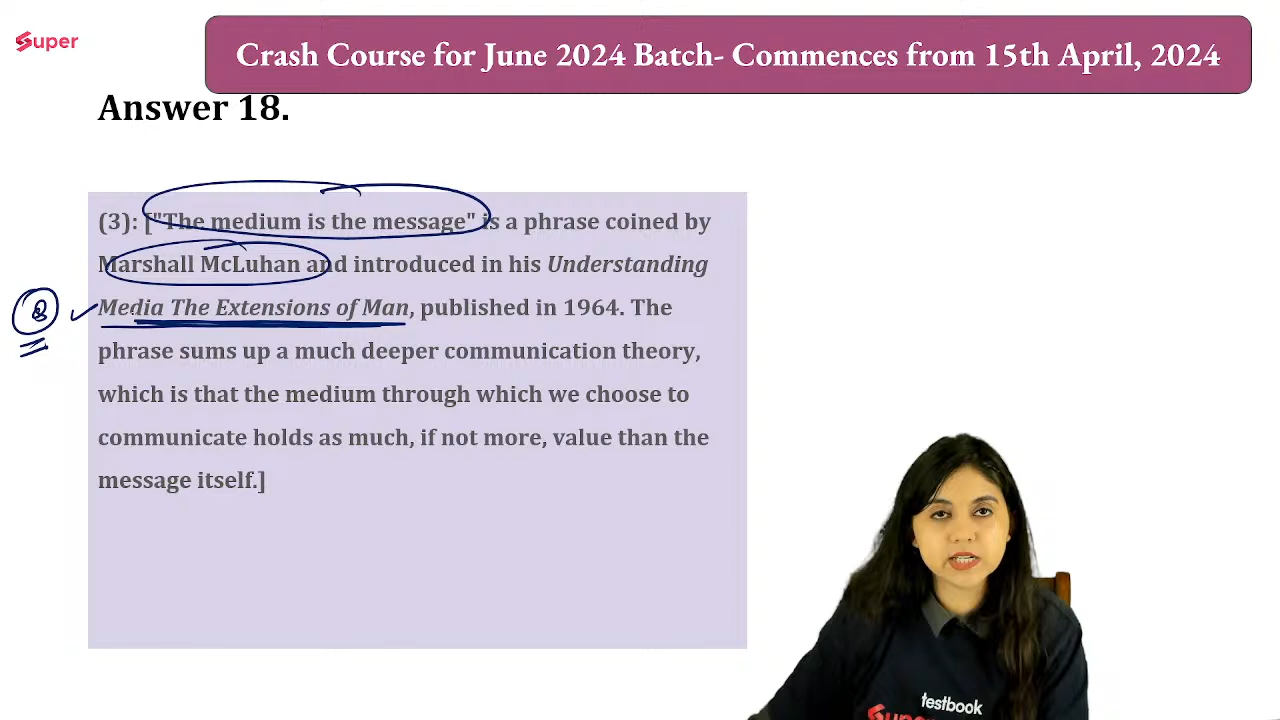 Super
Crash Course for June 2024 Batch- Commences from 15th April, 2024
Answer 18.
(3): ["The medium is the message" is a phrase coined by
Marshall McLuhan and introduced in his Understanding
Media The Extensions of Man, published in 1964. The
phrase sums up a much deeper communication theory,
which is that the medium through which we choose to
communicate holds as much, if not more, value than the
message itself.]
testbook